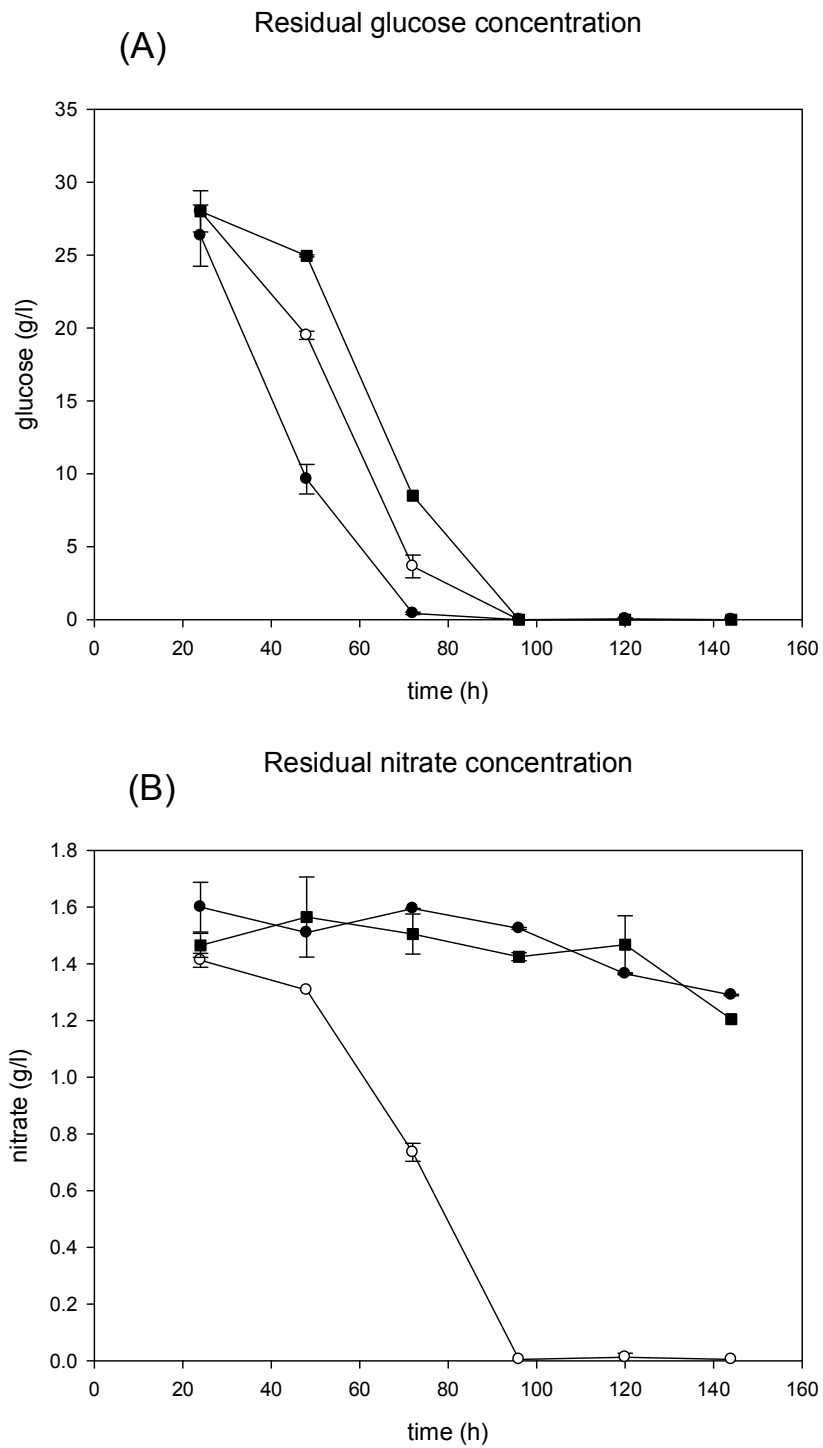 Residual glucose concentration
(A)
35
30
25
20
15
10
5
0
glucose (g/l)
0 20 40 60 80 100 120 140 160
time (h)
Residual nitrate concentration
(B)
1.8
1.6
1.4
1.2
1.0
0.8
0.6
0.4
0.2
0.0
nitrate (g/l)
0 20 40 60 80 100 120 140 160
time (h)